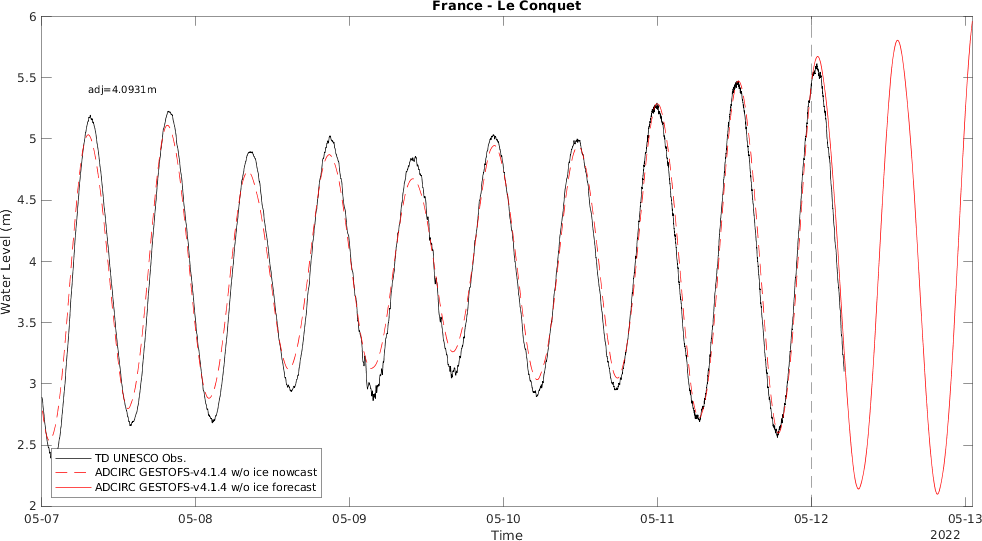 France - Le Conquet
adj=4.0931m
6
5.5
5
4.5
4
3.5
3
2.5
2
Water Level (m)
TD UNESCO Obs.
ADCIRC GESTOFS-v4.1.4 w/o ice nowcast
ADCIRC GESTOFS-v4.1.4 w/o ice forecast
05-07 05-08 05-09 05-10 05-11 05-12 05-13
Time
2022